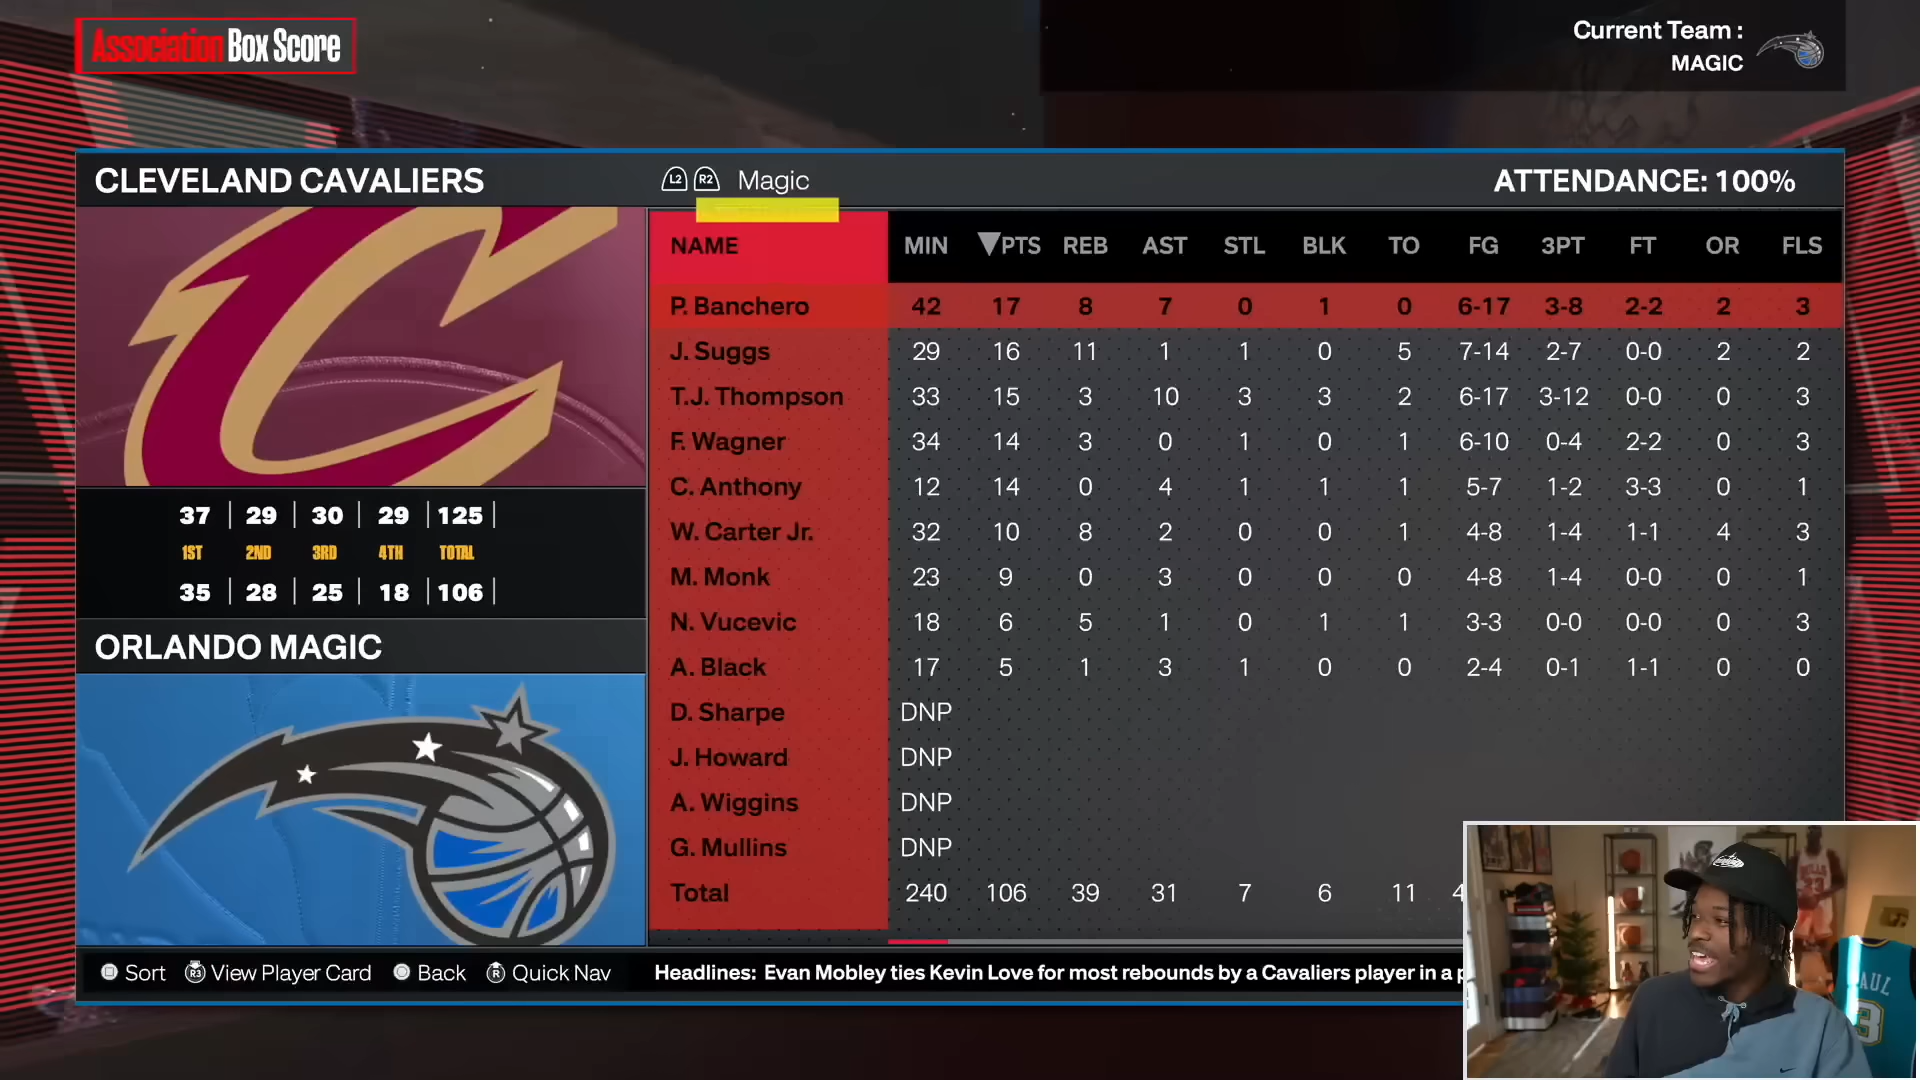 Association Box Score
Current Team :
MAGIC
CLEVELAND CAVALIERS
L2 R2 Magic
ATTENDANCE: 100%
NAME MIN PTS REB AST STL BLK TO FG 3PT FT OR FLS
P. Banchero 42 17 8 7 0 1 0 6-17 3-8 2-2 2 3
J. Suggs 29 16 11 1 1 0 5 7-14 2-7 0-0 2 2
T.J. Thompson 33 15 3 10 3 3 2 6-17 3-12 0-0 0 3
F. Wagner 34 14 3 0 1 0 1 6-10 0-4 2-2 0 3
C. Anthony 12 14 0 4 1 1 1 5-7 1-2 3-3 0 1
W. Carter Jr. 32 10 8 2 0 0 1 4-8 1-4 1-1 4 3
M. Monk 23 9 0 3 0 0 0 4-8 1-4 0-0 0 1
N. Vucevic 18 6 5 1 0 1 1 3-3 0-0 0-0 0 3
A. Black 17 5 1 3 1 0 0 2-4 0-1 1-1 0 0
D. Sharpe DNP
J. Howard DNP
A. Wiggins DNP
G. Mullins DNP
Total 240 106 39 31 7 6 11 4
37 29 30 29 125
1ST 2ND 3RD 4TH TOTAL
35 28 25 18 106
ORLANDO MAGIC
Sort R3 View Player Card Back R Quick Nav
Headlines: Evan Mobley ties Kevin Love for most rebounds by a Cavaliers player in a p
AUL
3